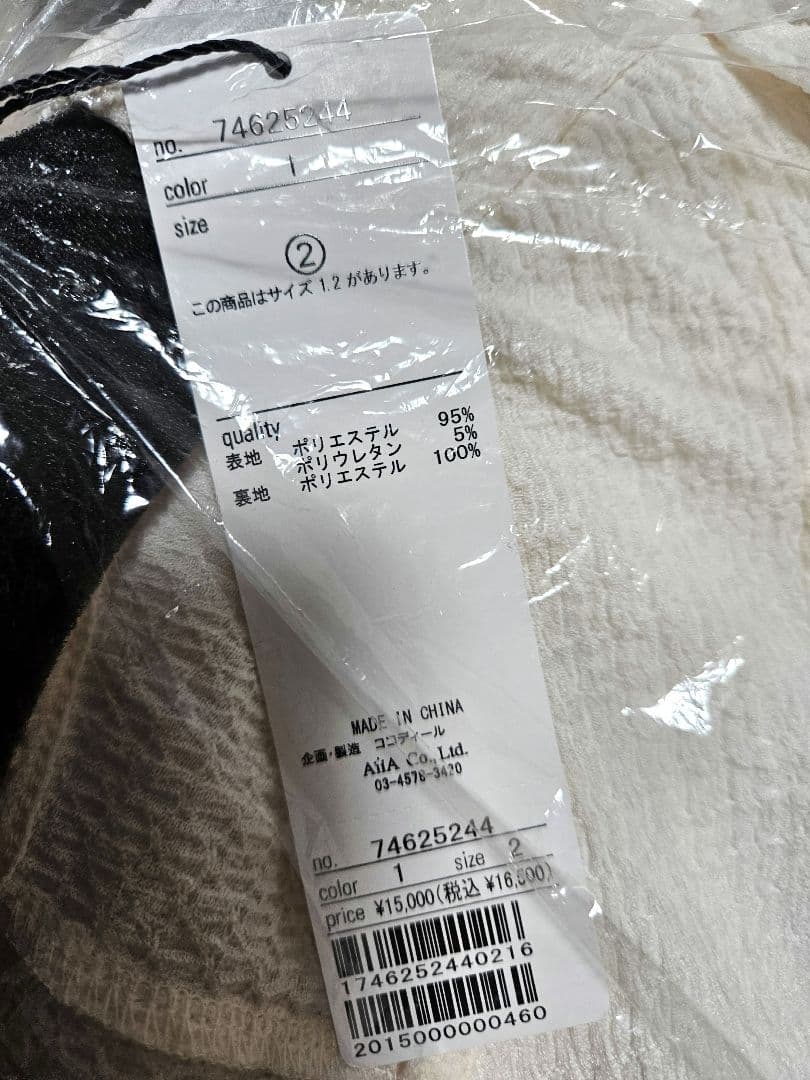 no. 74625244
color 1
size
②
この商品はサイズ 1.2 があります。
quality
表地 ポリエステル 95%
ポリウレタン 5%
裏地 ポリエステル 100%
MADE IN CHINA
企画・製造 ココディール
AiiA Co., Ltd.
03-4578-3420
no. 74625244
color 1 size 2
price ¥15,000(税込 ¥16,500)
1746252440216
2015000000460